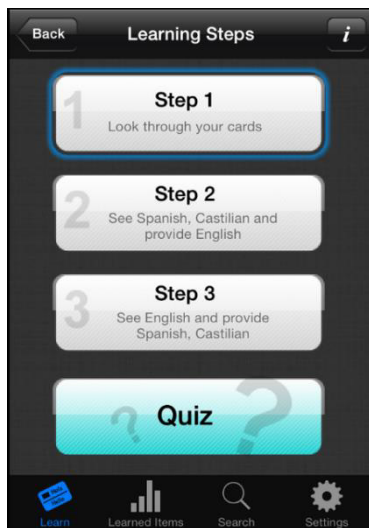 Back
Learning Steps
i
1
Step 1
Look through your cards
2
Step 2
See Spanish, Castilian and
provide English
3
Step 3
See English and provide
Spanish, Castilian
? Quiz ?
Learn
Learned Items
Search
Settings